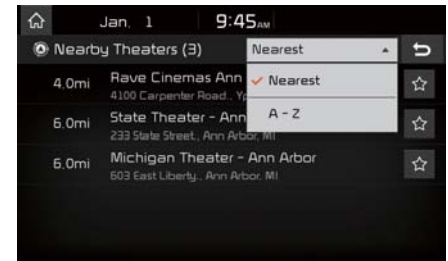 Jan. 1 9:45 AM
Nearby Theaters (3) Nearest
4.0mi Rave Cinemas Ann
4100 Carpenter Road.,
Nearest
6.0mi State Theater - Ann
233 State Street., Ann Arbor, MI
A - Z
6.0mi Michigan Theater - Ann Arbor
603 East Liberty., Ann Arbor, MI